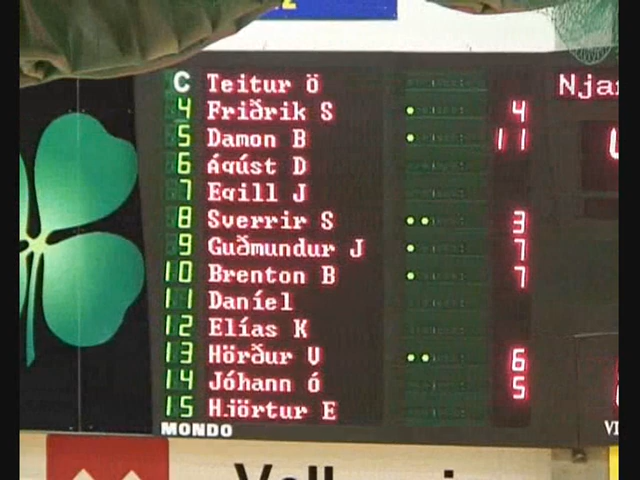 C Teitur Ö
4 Friðrik S 4
5 Damon B 11
6 Ágúst D
7 Egill J
8 Sverrir S 3
9 Guðmundur J 7
10 Brenton B 7
11 Daníel
12 Elías K
13 Hörður V 6
14 Jóhann Ó 5
15 Hjörtur E
MONDO